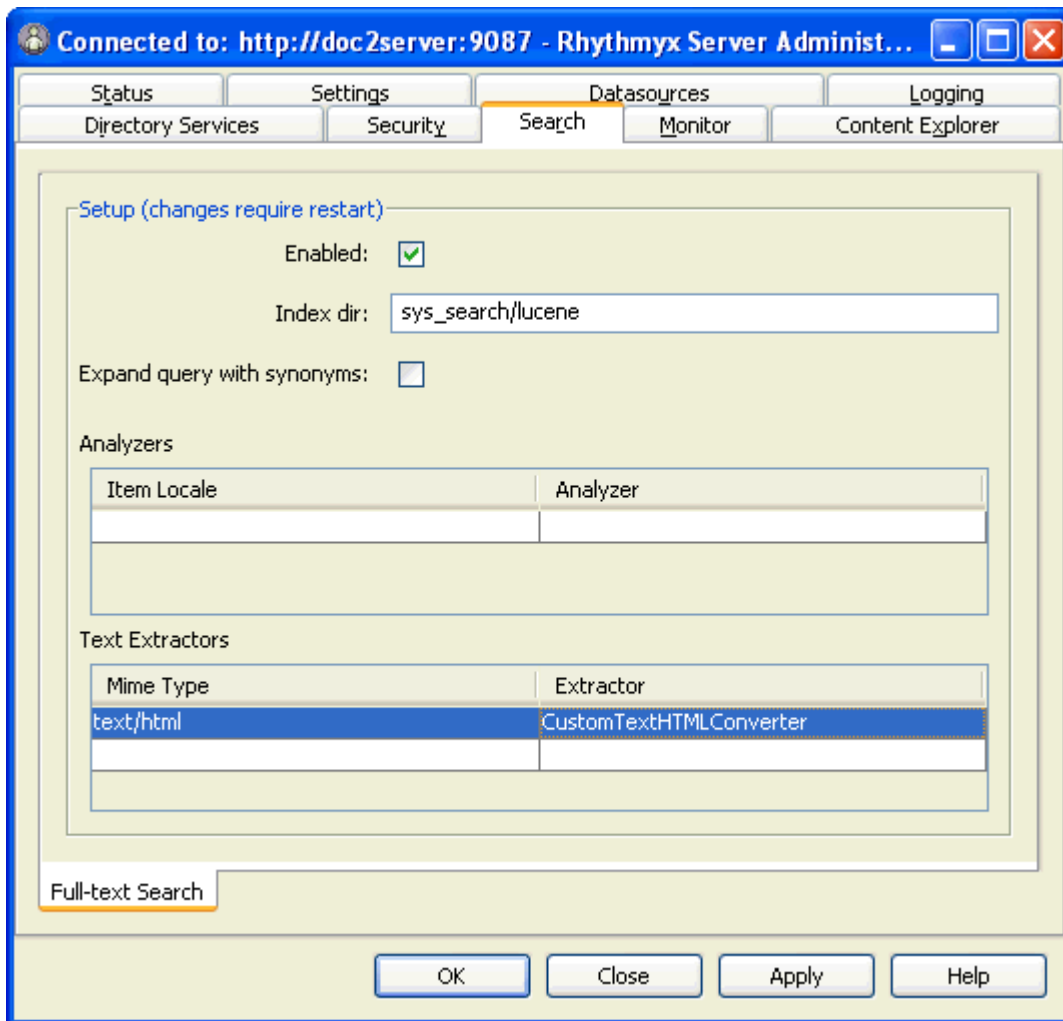 Connected to: http://doc2server:9087 - Rhythmyx Server Administ...
Status Settings Datasources Logging
Directory Services Security Search Monitor Content Explorer
Setup (changes require restart)
Enabled:
Index dir: sys_search/lucene
Expand query with synonyms:
Analyzers
Item Locale Analyzer
Text Extractors
Mime Type Extractor
text/html CustomTextHTMLConverter
Full-text Search
OK Close Apply Help